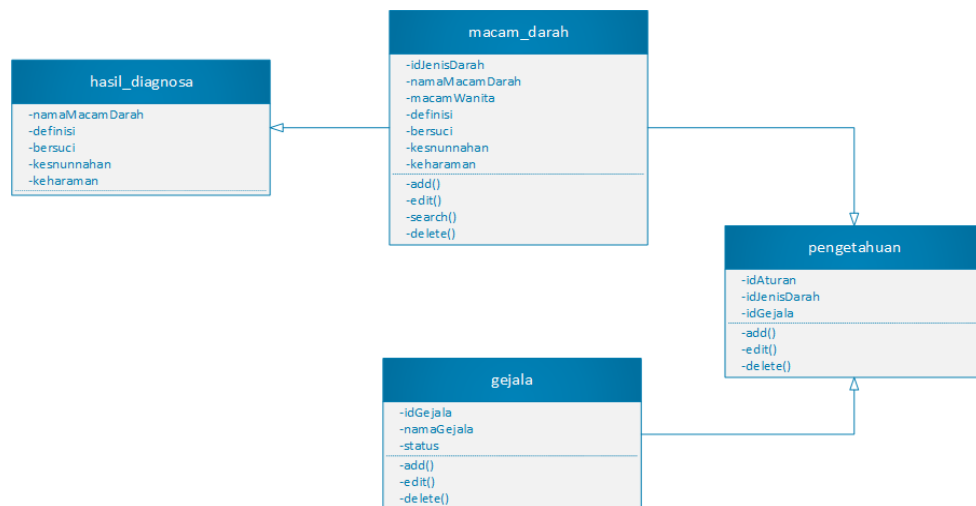 macam_darah
-idJenisDarah
-namaMacamDarah
-macamWanita
-definisi
-bersuci
-kesnunnahan
-keharaman
-add()
-edit()
-search()
-delete()
hasil_diagnosa
-namaMacamDarah
-definisi
-bersuci
-kesnunnahan
-keharaman
pengetahuan
-idAturan
-idJenisDarah
-idGejala
-add()
-edit()
-delete()
gejala
-idGejala
-namaGejala
-status
-add()
-edit()
-delete()